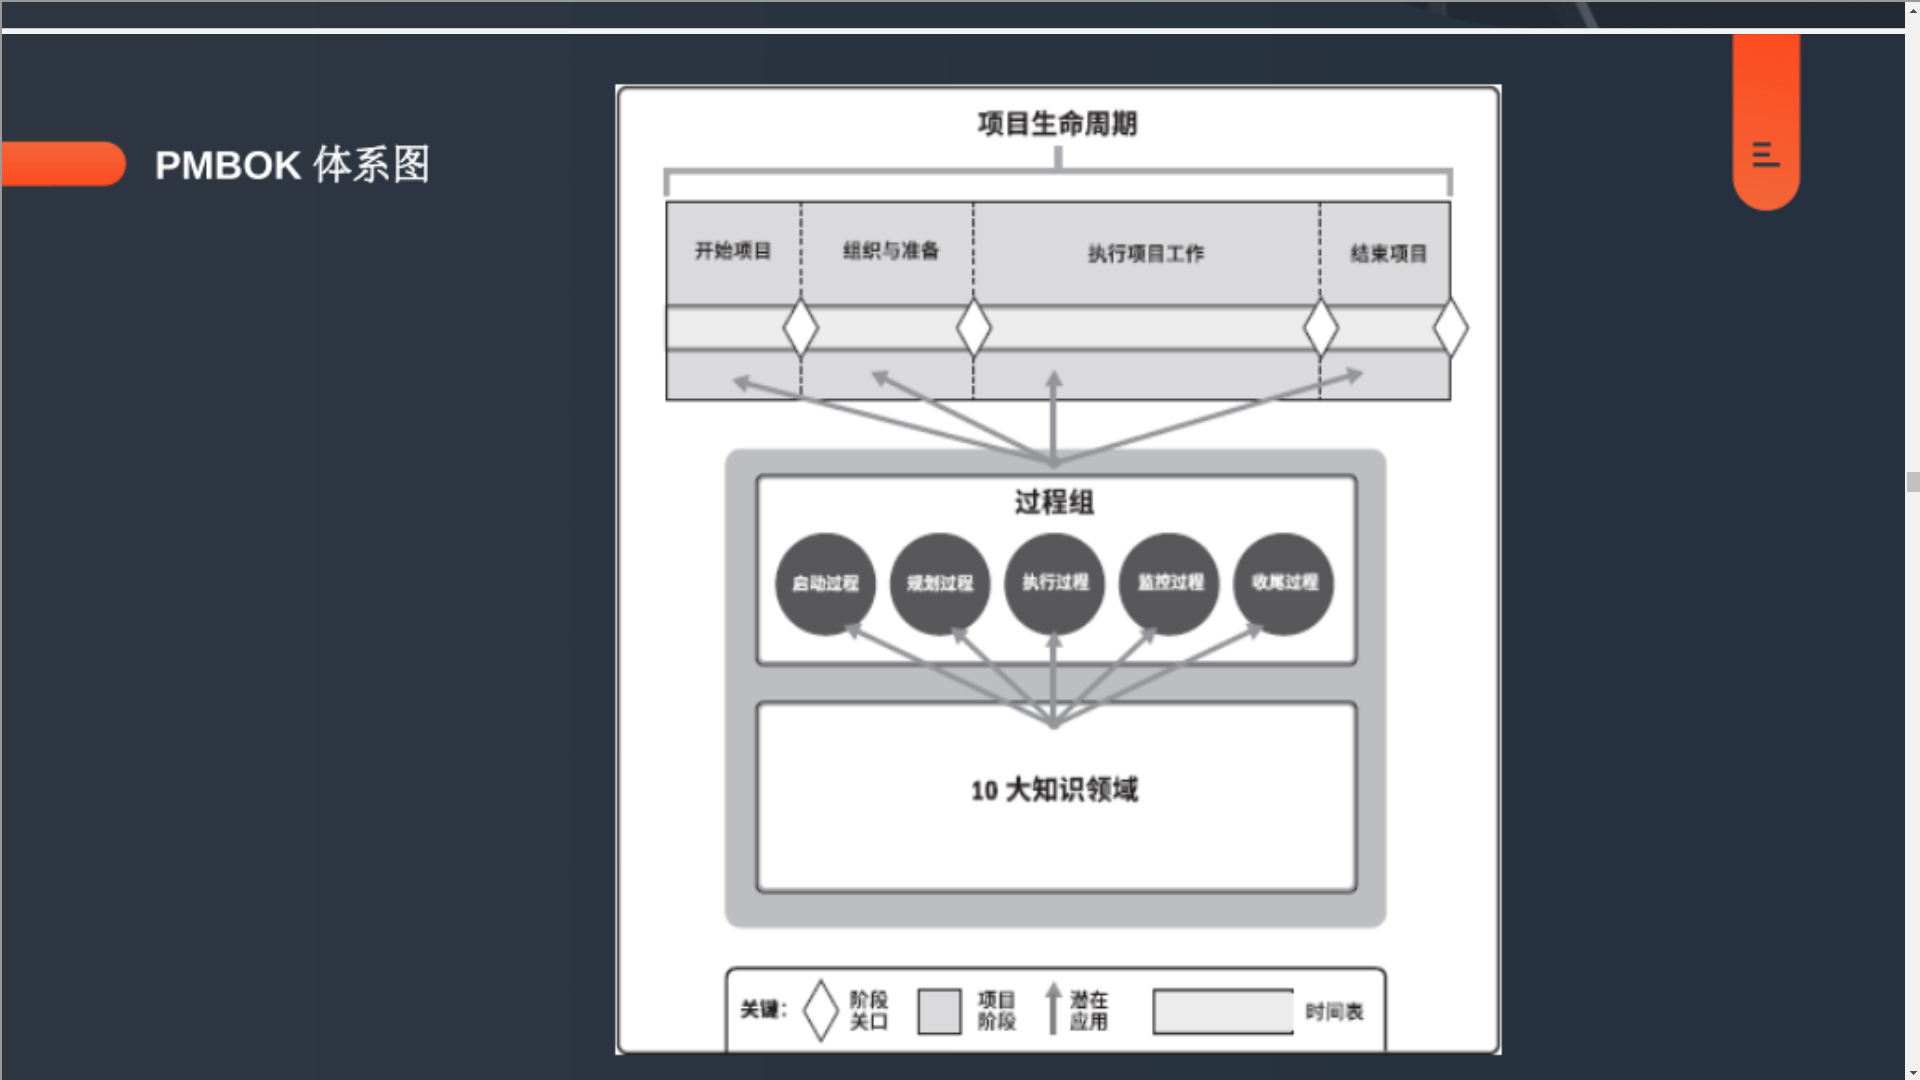 PMBOK 体系图
项目生命周期
开始项目
组织与准备
执行项目工作
结束项目
过程组
启动过程
规划过程
执行过程
监控过程
收尾过程
10 大知识领域
关键：
阶段
关口
项目
阶段
潜在
应用
时间表